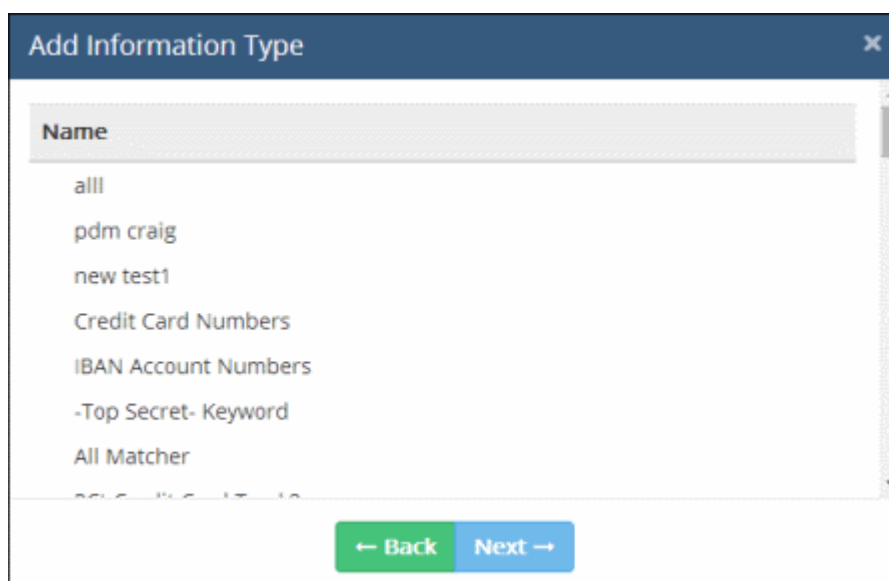 Add Information Type ×
Name
alll
pdm craig
new test1
Credit Card Numbers
IBAN Account Numbers
-Top Secret- Keyword
All Matcher
← Back Next →